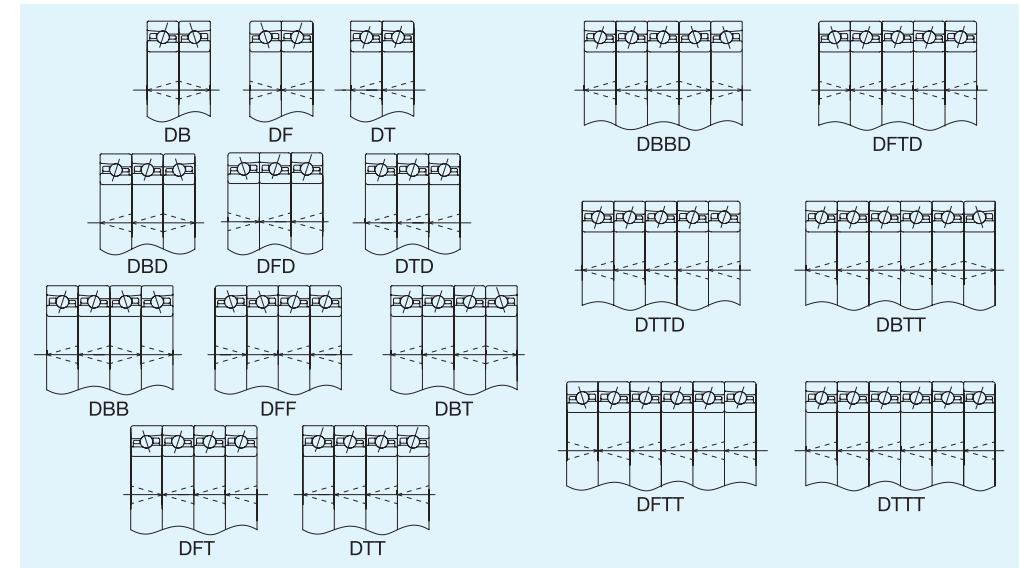 DB DF DT
DBD DFD DTD
DBB DFF DBT
DFT DTT
DBBD DFTD
DTTD DBTT
DFTT DTTT